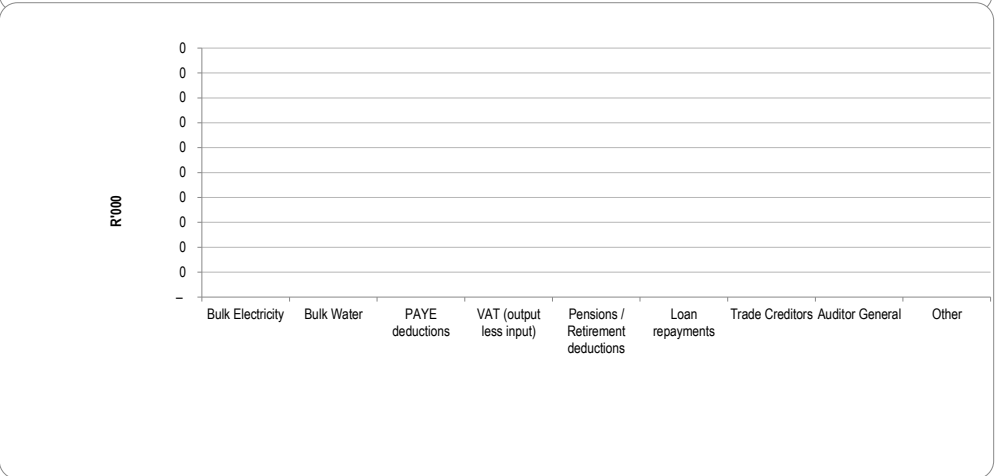 0
0
0
0
0
0
0
0
0
0
–
R'000
Bulk Electricity
Bulk Water
PAYE
deductions
VAT (output
less input)
Pensions /
Retirement
deductions
Loan
repayments
Trade Creditors
Auditor General
Other